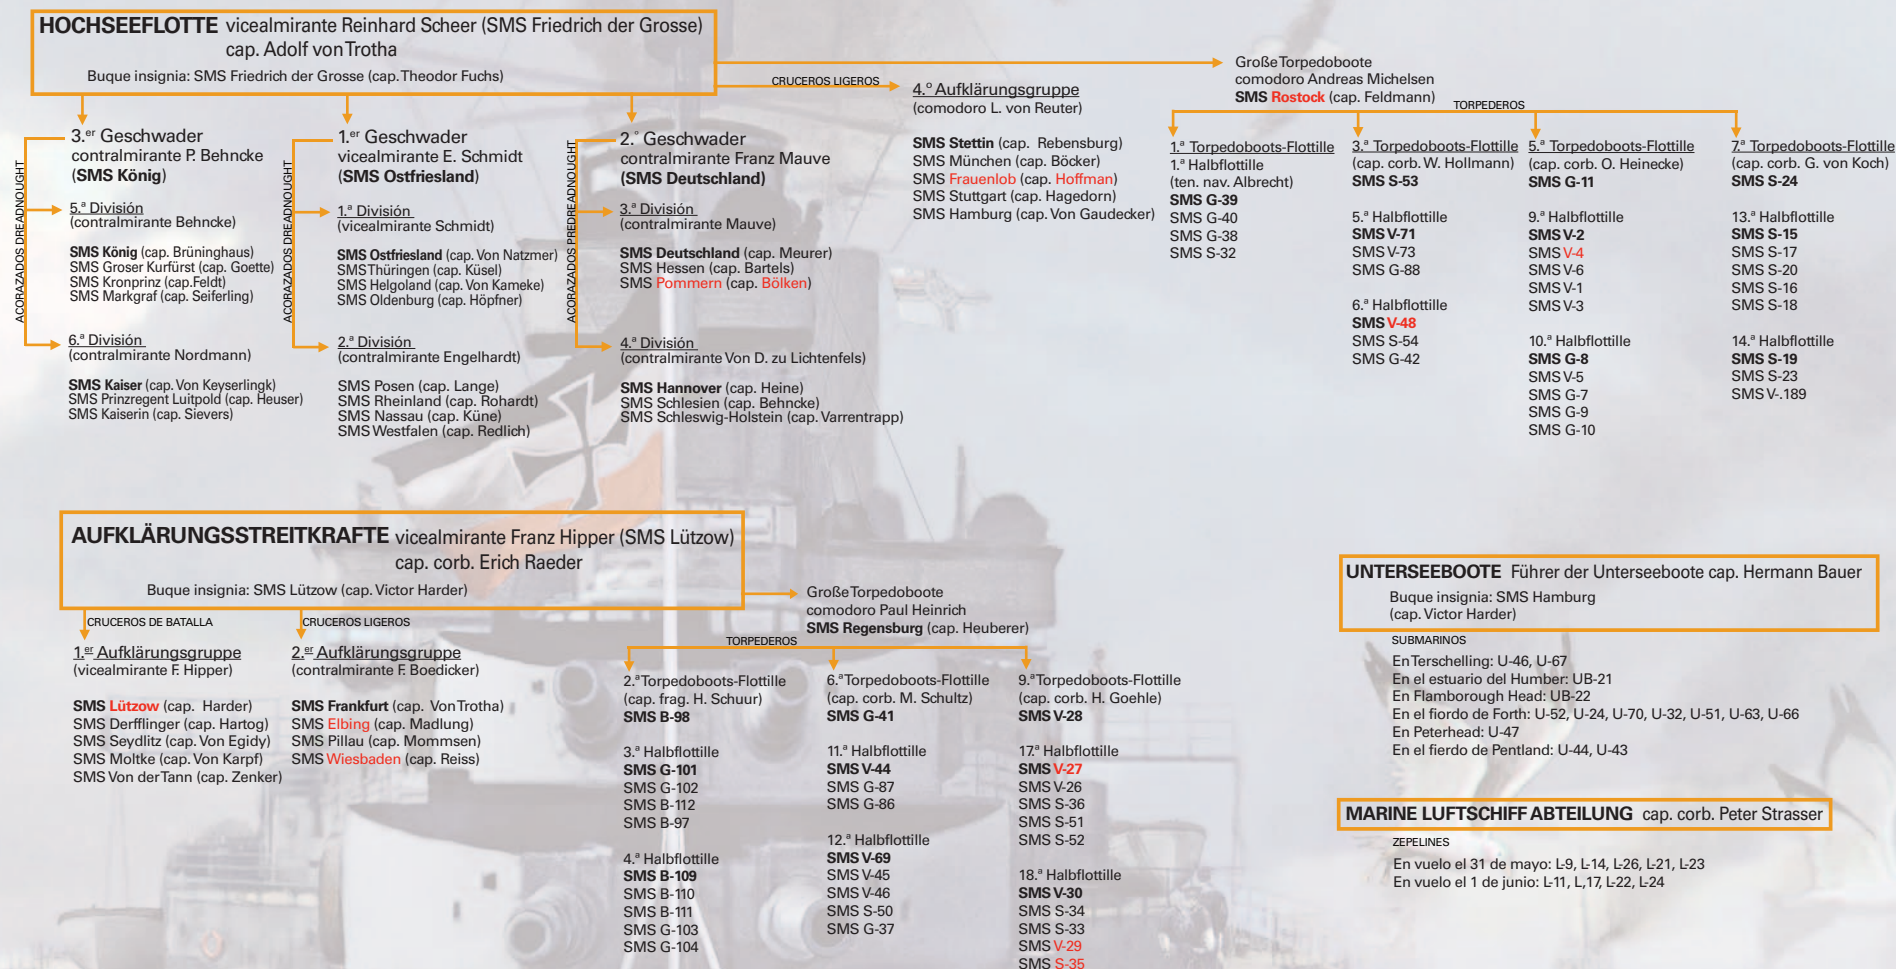 HOCHSEEFLOTTE vicealmirante Reinhard Scheer (SMS Friedrich der Grosse)
cap. Adolf von Trotha
Buque insignia: SMS Friedrich der Grosse (cap. Theodor Fuchs)
ACORAZADOS DREADNOUGHT
3.er Geschwader
contralmirante P. Behncke
(SMS König)
5.ª División
(contralmirante Behncke)
SMS König (cap. Brüninghaus)
SMS Groser Kurfürst (cap. Goette)
SMS Kronprinz (cap.Feldt)
SMS Markgraf (cap. Seiferling)
6.ª División
(contralmirante Nordmann)
SMS Kaiser (cap. Von Keyserlingk)
SMS Prinzregent Luitpold (cap. Heuser)
SMS Kaiserin (cap. Sievers)
ACORAZADOS DREADNOUGHT
1.er Geschwader
vicealmirante E. Schmidt
(SMS Ostfriesland)
1.ª División
(vicealmirante Schmidt)
SMS Ostfriesland (cap. Von Natzmer)
SMS Thüringen (cap. Küsel)
SMS Helgoland (cap. Von Kameke)
SMS Oldenburg (cap. Höpfner)
2.ª División
(contralmirante Engelhardt)
SMS Posen (cap. Lange)
SMS Rheinland (cap. Rohardt)
SMS Nassau (cap. Küne)
SMS Westfalen (cap. Redlich)
ACORAZADOS PREDREADNOUGHT
2.º Geschwader
contralmirante Franz Mauve
(SMS Deutschland)
3.ª División
(contralmirante Mauve)
SMS Deutschland (cap. Meurer)
SMS Hessen (cap. Bartels)
SMS Pommern (cap. Bölken)
4.ª División
(contralmirante Von D. zu Lichtenfels)
SMS Hannover (cap. Heine)
SMS Schlesien (cap. Behncke)
SMS Schleswig-Holstein (cap. Varrentrapp)
CRUCEROS LIGEROS
4.º Aufklärungsgruppe
(comodoro L. von Reuter)
SMS Stettin (cap. Rebensburg)
SMS München (cap. Böcker)
SMS Frauenlob (cap. Hoffman)
SMS Stuttgart (cap. Hagedorn)
SMS Hamburg (cap. Von Gaudecker)
Große Torpedoboote
comodoro Andreas Michelsen
SMS Rostock (cap. Feldmann)
TORPEDEROS
1.ª Torpedoboots-Flottille
1.ª Halbflottille
(ten. nav. Albrecht)
SMS G-39
SMS G-40
SMS G-38
SMS S-32
3.ª Torpedoboots-Flottille
(cap. corb. W. Hollmann)
SMS S-53
5.ª Halbflottille
SMS V-71
SMS V-73
SMS G-88
6.ª Halbflottille
SMS V-48
SMS S-54
SMS G-42
5.ª Torpedoboots-Flottille
(cap. corb. O. Heinecke)
SMS G-11
9.ª Halbflottille
SMS V-2
SMS V-4
SMS V-6
SMS V-1
SMS V-3
10.ª Halbflottille
SMS G-8
SMS V-5
SMS G-7
SMS G-9
SMS G-10
7.ª Torpedoboots-Flottille
(cap. corb. G. von Koch)
SMS S-24
13.ª Halbflottille
SMS S-15
SMS S-17
SMS S-20
SMS S-16
SMS S-18
14.ª Halbflottille
SMS S-19
SMS S-23
SMS V-.189
AUFKLÄRUNGSSTREITKRAFTE vicealmirante Franz Hipper (SMS Lützow)
cap. corb. Erich Raeder
Buque insignia: SMS Lützow (cap. Victor Harder)
CRUCEROS DE BATALLA
1.er Aufklärungsgruppe
(vicealmirante F. Hipper)
SMS Lützow (cap. Harder)
SMS Derfflinger (cap. Hartog)
SMS Seydlitz (cap. Von Egidy)
SMS Moltke (cap. Von Karpf)
SMS Von der Tann (cap. Zenker)
CRUCEROS LIGEROS
2.er Aufklärungsgruppe
(contralmirante F. Boedicker)
SMS Frankfurt (cap. Von Trotha)
SMS Elbing (cap. Madlung)
SMS Pillau (cap. Mommsen)
SMS Wiesbaden (cap. Reiss)
Große Torpedoboote
comodoro Paul Heinrich
SMS Regensburg (cap. Heuberer)
TORPEDEROS
2.ª Torpedoboots-Flottille
(cap. frag. H. Schuur)
SMS B-98
3.ª Halbflottille
SMS G-101
SMS G-102
SMS B-112
SMS B-97
4.ª Halbflottille
SMS B-109
SMS B-110
SMS B-111
SMS G-103
SMS G-104
6.ª Torpedoboots-Flottille
(cap. corb. M. Schultz)
SMS G-41
11.ª Halbflottille
SMS V-44
SMS G-87
SMS G-86
12.ª Halbflottille
SMS V-69
SMS V-45
SMS V-46
SMS S-50
SMS G-37
9.ª Torpedoboots-Flottille
(cap. corb. H. Goehle)
SMS V-28
17.ª Halbflottille
SMS V-27
SMS V-26
SMS S-36
SMS S-51
SMS S-52
18.ª Halbflottille
SMS V-30
SMS S-34
SMS S-33
SMS V-29
SMS S-35
UNTERSEEBOOTE Führer der Unterseeboote cap. Hermann Bauer
Buque insignia: SMS Hamburg
(cap. Victor Harder)
SUBMARINOS
En Terschelling: U-46, U-67
En el estuario del Humber: UB-21
En Flamborough Head: UB-22
En el fiordo de Forth: U-52, U-24, U-70, U-32, U-51, U-63, U-66
En Peterhead: U-47
En el fierdo de Pentland: U-44, U-43
MARINE LUFTSCHIFF ABTEILUNG cap. corb. Peter Strasser
ZEPELINES
En vuelo el 31 de mayo: L-9, L-14, L-26, L-21, L-23
En vuelo el 1 de junio: L-11, L,17, L-22, L-24